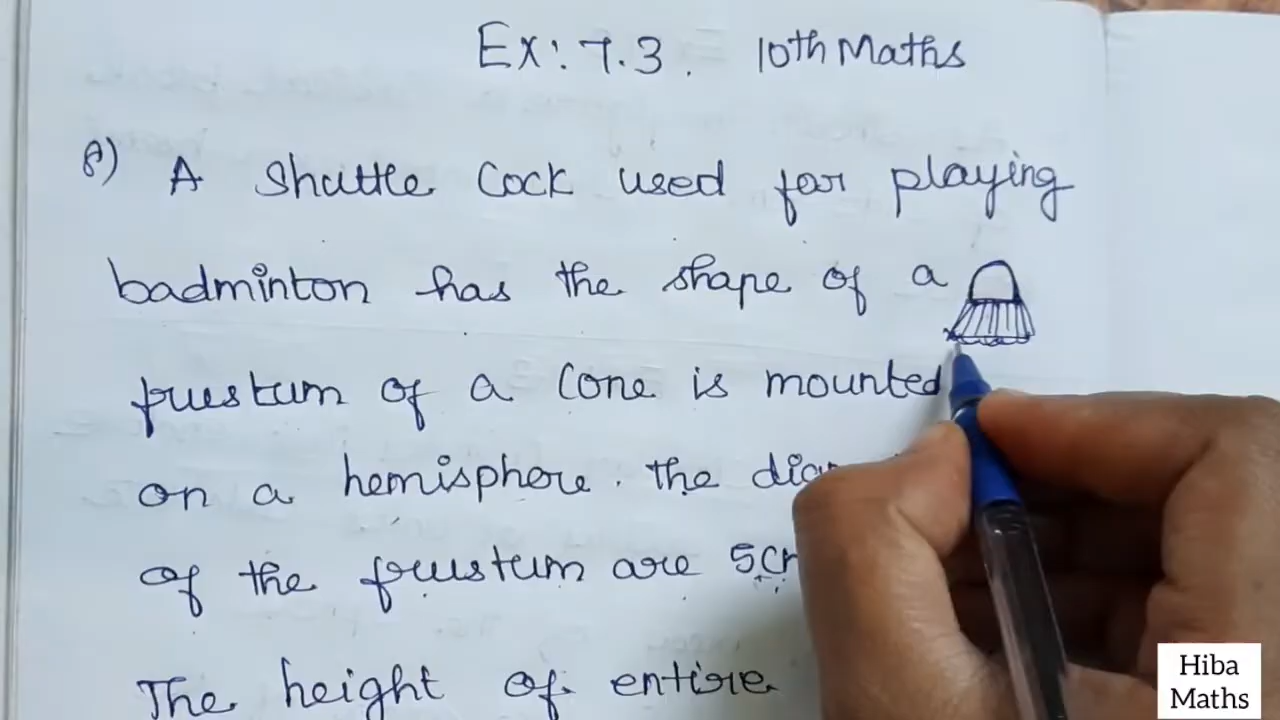 Ex: 7.3. 10th Maths
8) A Shuttle Cock used for playing
badminton has the shape of a
frustum of a Cone is mounted
on a hemisphere. The
of the frustum are 5cm
The height of entire
Hiba
Maths